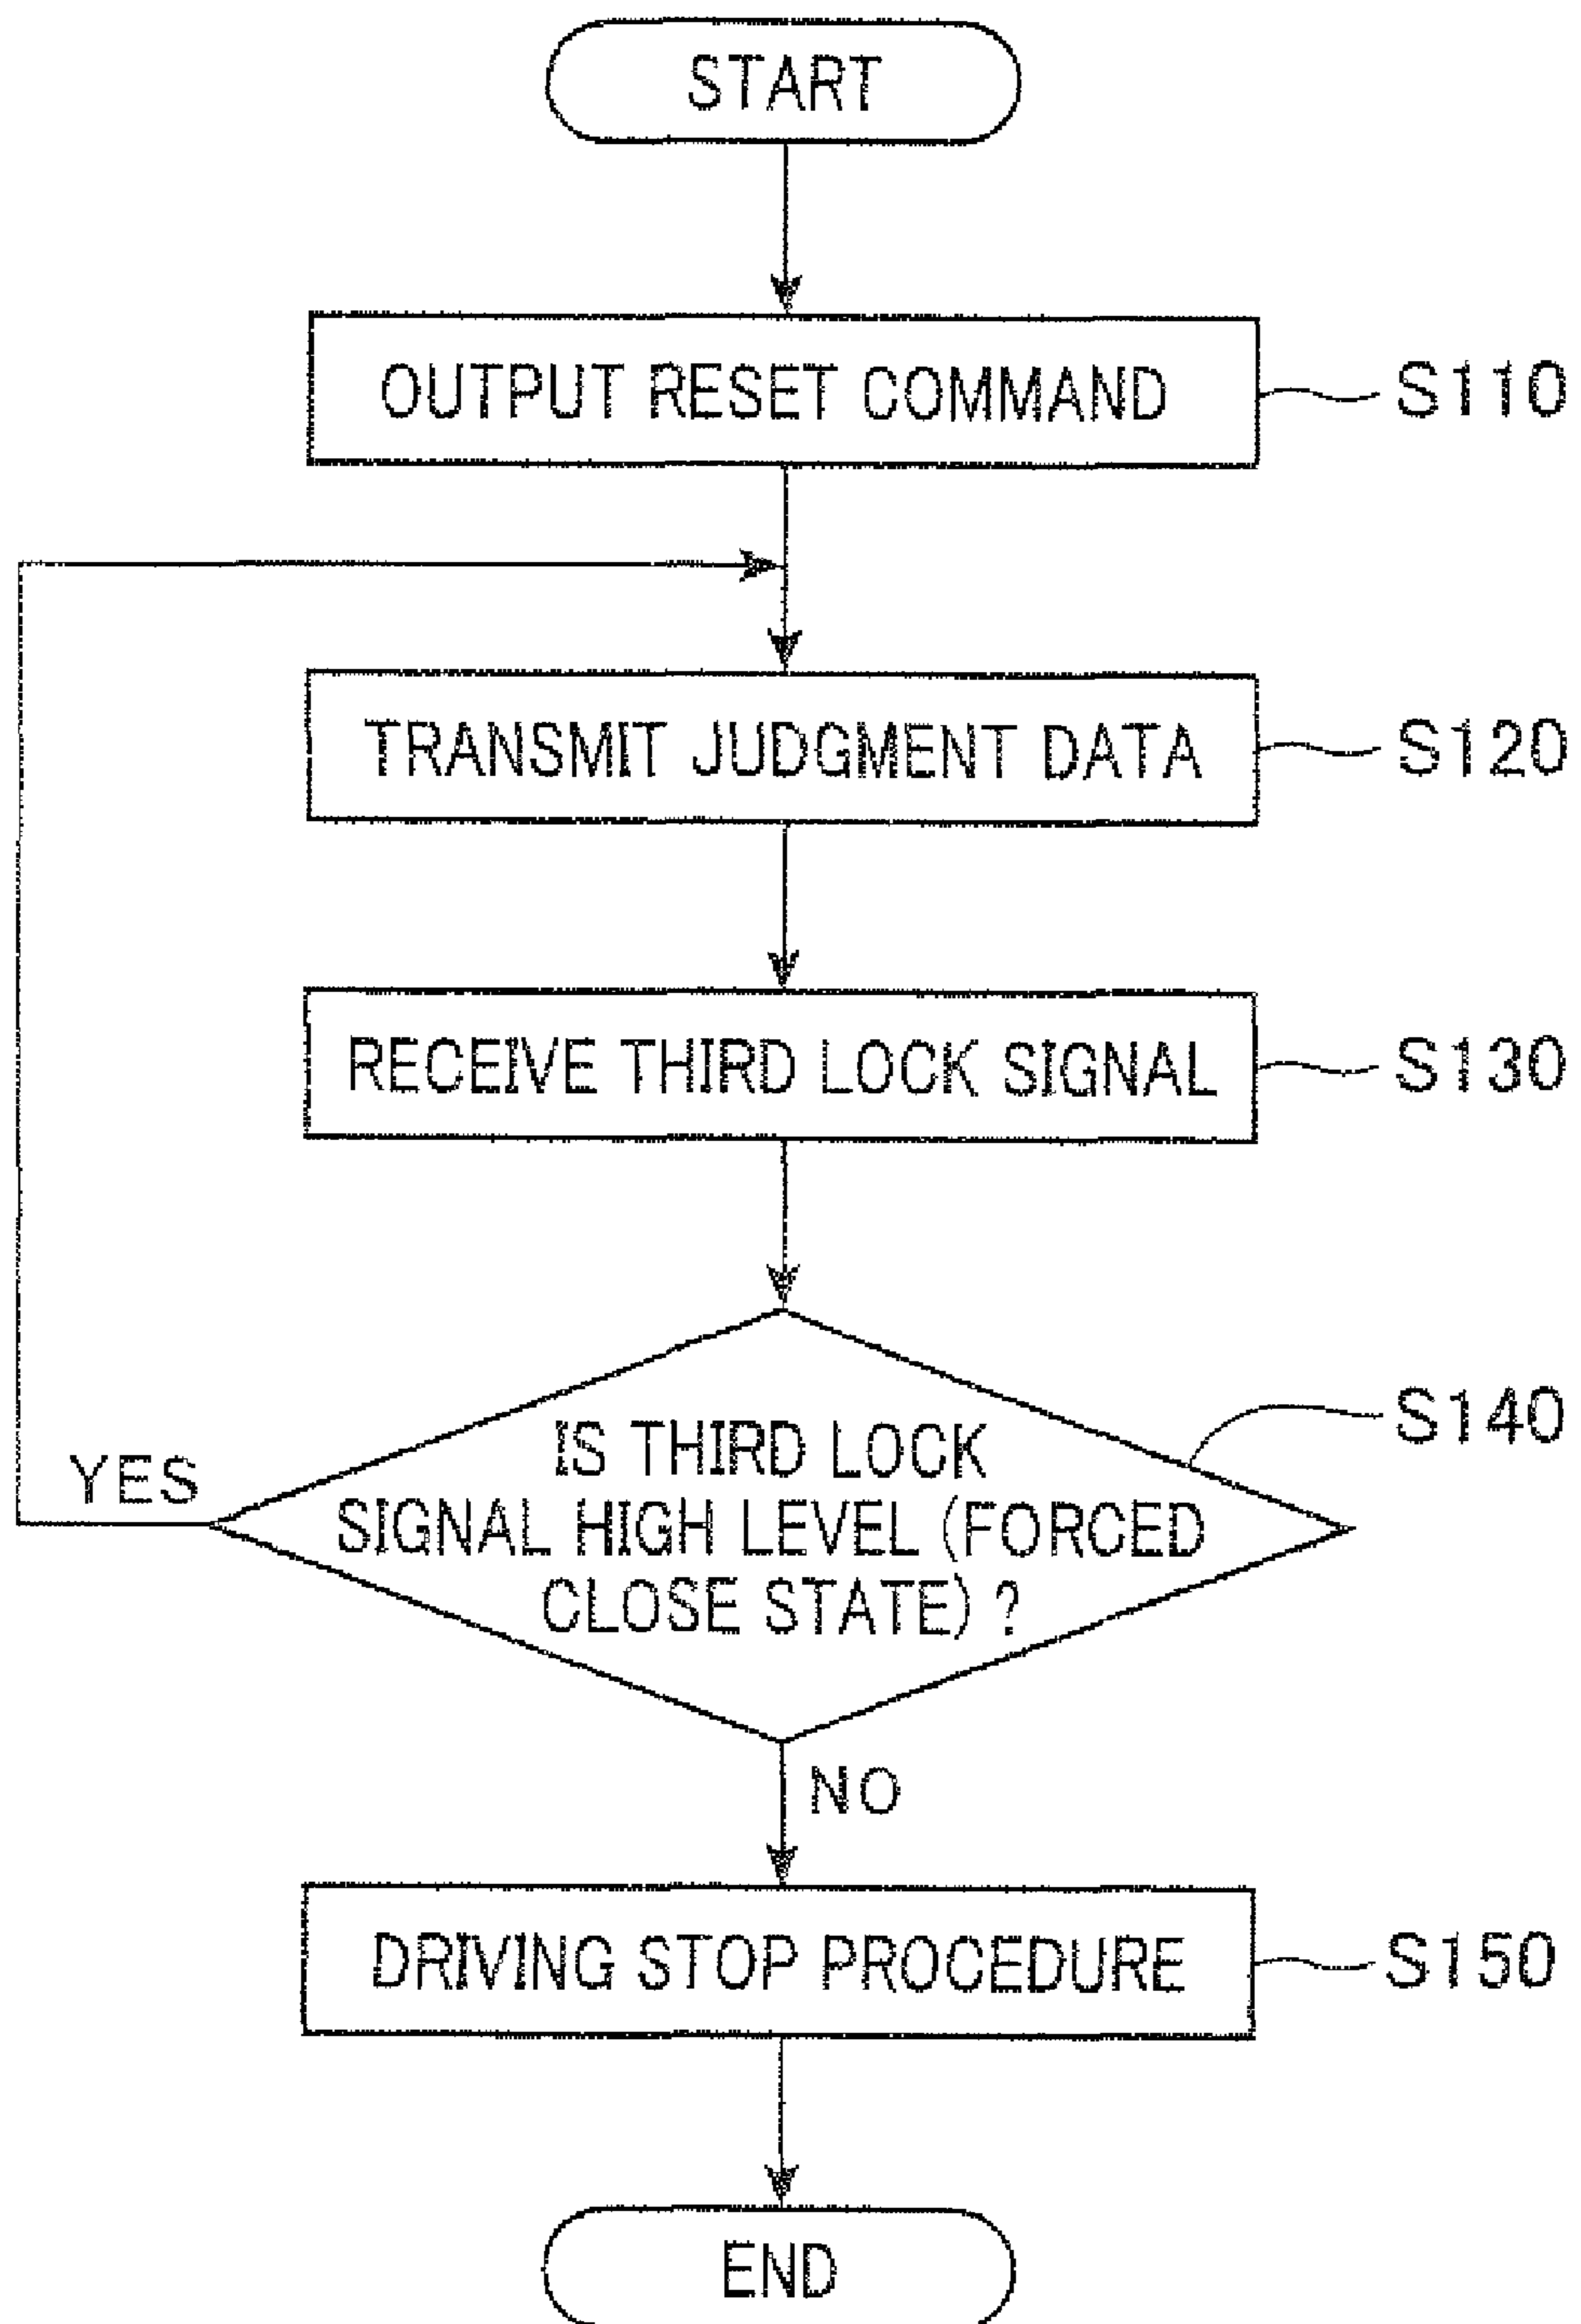 START
OUTPUT RESET COMMAND
S110
TRANSMIT JUDGMENT DATA
S120
RECEIVE THIRD LOCK SIGNAL
S130
IS THIRD LOCK
SIGNAL HIGH LEVEL (FORCED
CLOSE STATE) ?
S140
YES
NO
DRIVING STOP PROCEDURE
S150
END